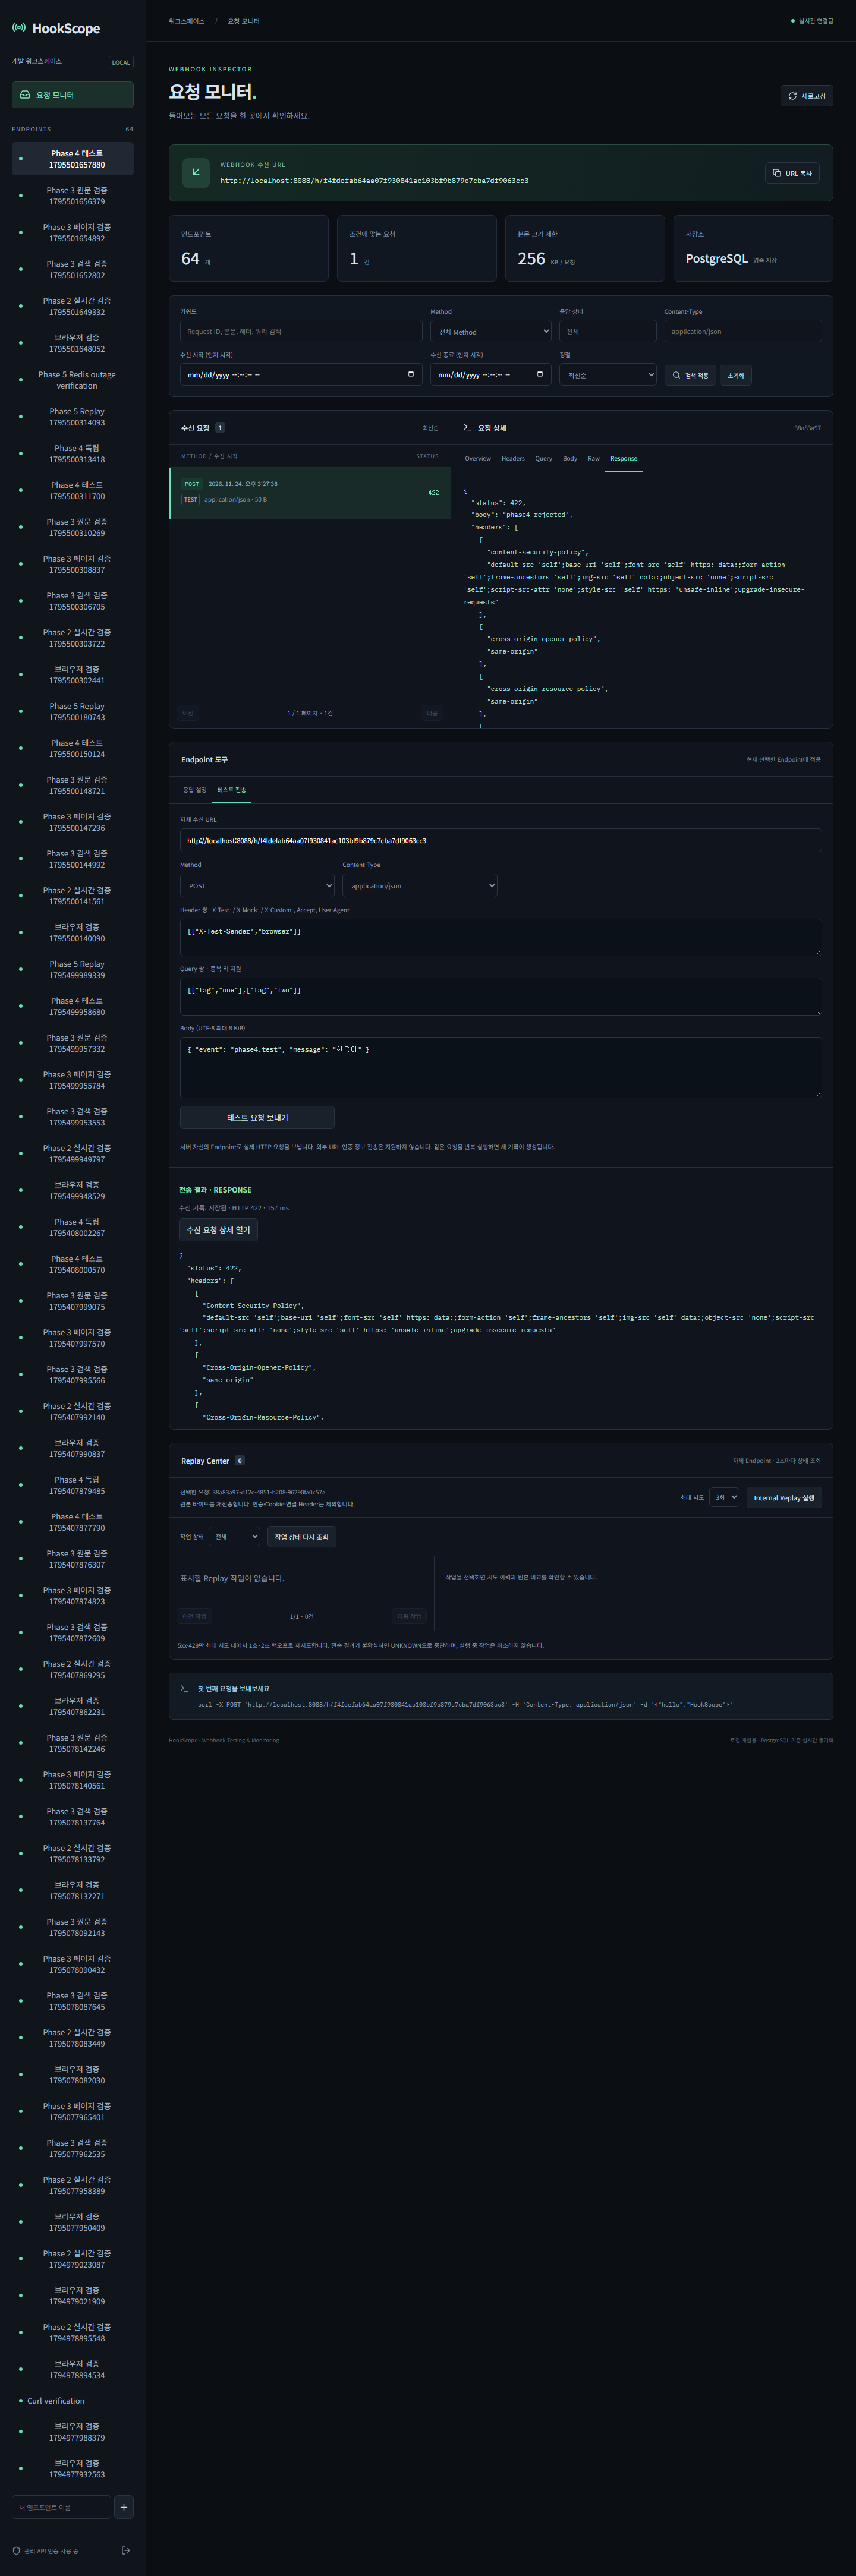 HookScope
개발 워크스페이스
LOCAL
요청 모니터
ENDPOINTS
64
Phase 4 테스트
1795501657880
Phase 3 원문 검증
1795501656379
Phase 3 페이지 검증
1795501654892
Phase 3 검색 검증
1795501652802
Phase 2 실시간 검증
1795501649332
브라우저 검증
1795501648052
Phase 5 Redis outage
verification
Phase 5 Replay
1795500314093
Phase 4 독립
1795500313418
Phase 4 테스트
1795500311700
Phase 3 원문 검증
1795500310269
Phase 3 페이지 검증
1795500308837
Phase 3 검색 검증
1795500306705
Phase 2 실시간 검증
1795500303722
브라우저 검증
1795500302441
Phase 5 Replay
1795500180743
Phase 4 테스트
1795500150124
Phase 3 원문 검증
1795500148721
Phase 3 페이지 검증
1795500147296
Phase 3 검색 검증
1795500144992
Phase 2 실시간 검증
1795500141561
브라우저 검증
1795500140090
Phase 5 Replay
1795499989339
Phase 4 테스트
1795499958680
Phase 3 원문 검증
1795499957332
Phase 3 페이지 검증
1795499955784
Phase 3 검색 검증
1795499953553
Phase 2 실시간 검증
1795499949797
브라우저 검증
1795499948529
Phase 4 독립
1795408002267
Phase 4 테스트
1795408000570
Phase 3 원문 검증
1795407999075
Phase 3 페이지 검증
1795407997570
Phase 3 검색 검증
1795407995566
Phase 2 실시간 검증
1795407992140
브라우저 검증
1795407990837
Phase 4 독립
1795407879485
Phase 4 테스트
1795407877790
Phase 3 원문 검증
1795407876307
Phase 3 페이지 검증
1795407874823
Phase 3 검색 검증
1795407872609
Phase 2 실시간 검증
1795407869295
브라우저 검증
1795407862231
Phase 3 원문 검증
1795078142246
Phase 3 페이지 검증
1795078140561
Phase 3 검색 검증
1795078137764
Phase 2 실시간 검증
1795078133792
브라우저 검증
1795078132271
Phase 3 원문 검증
1795078092143
Phase 3 페이지 검증
1795078090432
Phase 3 검색 검증
1795078087645
Phase 2 실시간 검증
1795078083449
브라우저 검증
1795078082030
Phase 3 페이지 검증
1795077965401
Phase 3 검색 검증
1795077962535
Phase 2 실시간 검증
1795077958389
브라우저 검증
1795077950409
Phase 2 실시간 검증
1794979023087
브라우저 검증
1794979021909
Phase 2 실시간 검증
1794978895548
브라우저 검증
1794978894534
Curl verification
브라우저 검증
1794977988379
브라우저 검증
1794977932563
새 엔드포인트 이름
관리 API 인증 사용 중
워크스페이스 / 요청 모니터
실시간 연결됨
WEBHOOK INSPECTOR
요청 모니터.
들어오는 모든 요청을 한 곳에서 확인하세요.
새로고침
WEBHOOK 수신 URL
http://localhost:8088/h/f4fdefab64aa07f930841ac103bf9b879c7cba7df9063cc3
URL 복사
엔드포인트
64 개
조건에 맞는 요청
1 건
본문 크기 제한
256 KB / 요청
저장소
PostgreSQL 영속 저장
키워드
Request ID, 본문, 헤더, 쿼리 검색
Method
전체 Method
응답 상태
전체
Content-Type
application/json
수신 시작 (현지 시각)
mm/dd/yyyy --:--:-- --
수신 종료 (현지 시각)
mm/dd/yyyy --:--:-- --
정렬
최신순
검색 적용
초기화
수신 요청 1
최신순
METHOD / 수신 시각
STATUS
POST 2026. 11. 24. 오후 3:27:38
TEST application/json · 50 B
422
이전
1 / 1 페이지 · 1건
다음
요청 상세
38a83a97
Overview Headers Query Body Raw Response
{
"status": 422,
"body": "phase4 rejected",
"headers": [
[
"content-security-policy",
"default-src 'self';base-uri 'self';font-src 'self' https: data:;form-action
'self';frame-ancestors 'self';img-src 'self' data:;object-src 'none';script-src
'self';script-src-attr 'none';style-src 'self' https: 'unsafe-inline';upgrade-insecure-
requests"
],
[
"cross-origin-opener-policy",
"same-origin"
],
[
"cross-origin-resource-policy",
"same-origin"
],
[
Endpoint 도구
현재 선택한 Endpoint에 적용
응답 설정
테스트 전송
자체 수신 URL
http://localhost:8088/h/f4fdefab64aa07f930841ac103bf9b879c7cba7df9063cc3
Method
POST
Content-Type
application/json
Header 행 · X-Test- / X-Mock- / X-Custom-, Accept, User-Agent
[["X-Test-Sender","browser"]]
Query 행 · 중복 키 지원
[["tag","one"],["tag","two"]]
Body (UTF-8 최대 8 KiB)
{ "event": "phase4.test", "message": "한국어" }
테스트 요청 보내기
서버 자신의 Endpoint로 실제 HTTP 요청을 보냅니다. 외부 URL·인증 정보 전송은 지원하지 않습니다. 같은 요청을 반복 실행하면 새 기록이 생성됩니다.
전송 결과 · RESPONSE
수신 기록: 저장됨 · HTTP 422 · 157 ms
수신 요청 상세 열기
{
"status": 422,
"headers": [
[
"Content-Security-Policy",
"default-src 'self';base-uri 'self';font-src 'self' https: data:;form-action 'self';frame-ancestors 'self';img-src 'self' data:;object-src 'none';script-src
'self';script-src-attr 'none';style-src 'self' https: 'unsafe-inline';upgrade-insecure-requests"
],
[
"Cross-Origin-Opener-Policy",
"same-origin"
],
[
"Cross-Origin-Resource-Policy",
Replay Center 0
자체 Endpoint · 2초마다 상태 조회
선택한 요청: 38a83a97-d12e-4851-b208-96290fa0c57a
원본 바이트를 재전송합니다. 인증·Cookie·연결 Header는 제외합니다.
최대 시도
3회
Internal Replay 실행
작업 상태
전체
작업 상태 다시 조회
표시할 Replay 작업이 없습니다.
이전 작업
1/1 · 0건
다음 작업
작업을 선택하면 시도 이력과 원본 비교를 확인할 수 있습니다.
5xx·429만 최대 시도 내에서 1초·2초 백오프로 재시도합니다. 전송 결과가 불확실하면 UNKNOWN으로 중단하며, 실행 중 작업은 취소하지 않습니다.
첫 번째 요청을 보내보세요
curl -X POST 'http://localhost:8088/h/f4fdefab64aa07f930841ac103bf9b879c7cba7df9063cc3' -H 'Content-Type: application/json' -d '{"hello":"HookScope"}'
HookScope · Webhook Testing & Monitoring
로컬 개발용 · PostgreSQL 기준 실시간 동기화